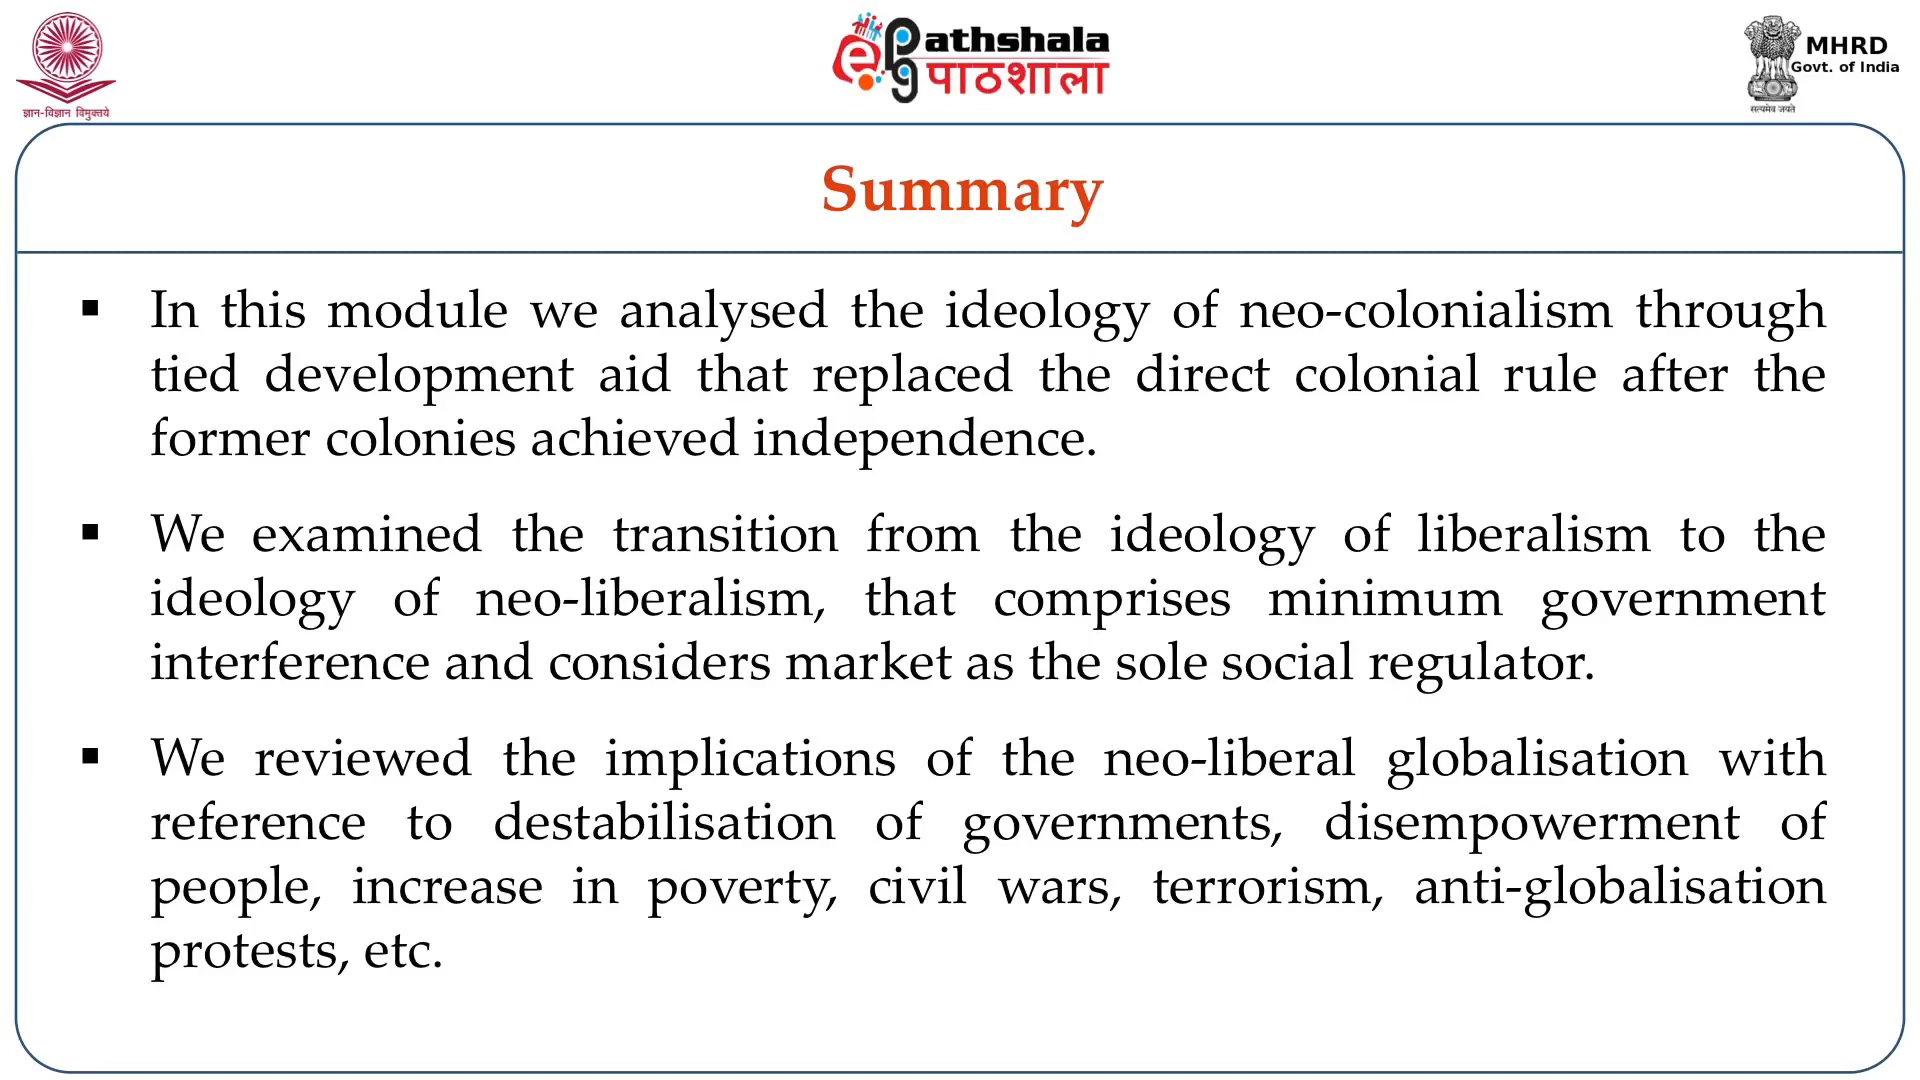 ज्ञान-विज्ञान विमुक्तये
ePG Pathshala
पाठशाला
MHRD
Govt. of India
सत्यमेव जयते
Summary
▪ In this module we analysed the ideology of neo-colonialism through
tied development aid that replaced the direct colonial rule after the
former colonies achieved independence.
▪ We examined the transition from the ideology of liberalism to the
ideology of neo-liberalism, that comprises minimum government
interference and considers market as the sole social regulator.
▪ We reviewed the implications of the neo-liberal globalisation with
reference to destabilisation of governments, disempowerment of
people, increase in poverty, civil wars, terrorism, anti-globalisation
protests, etc.